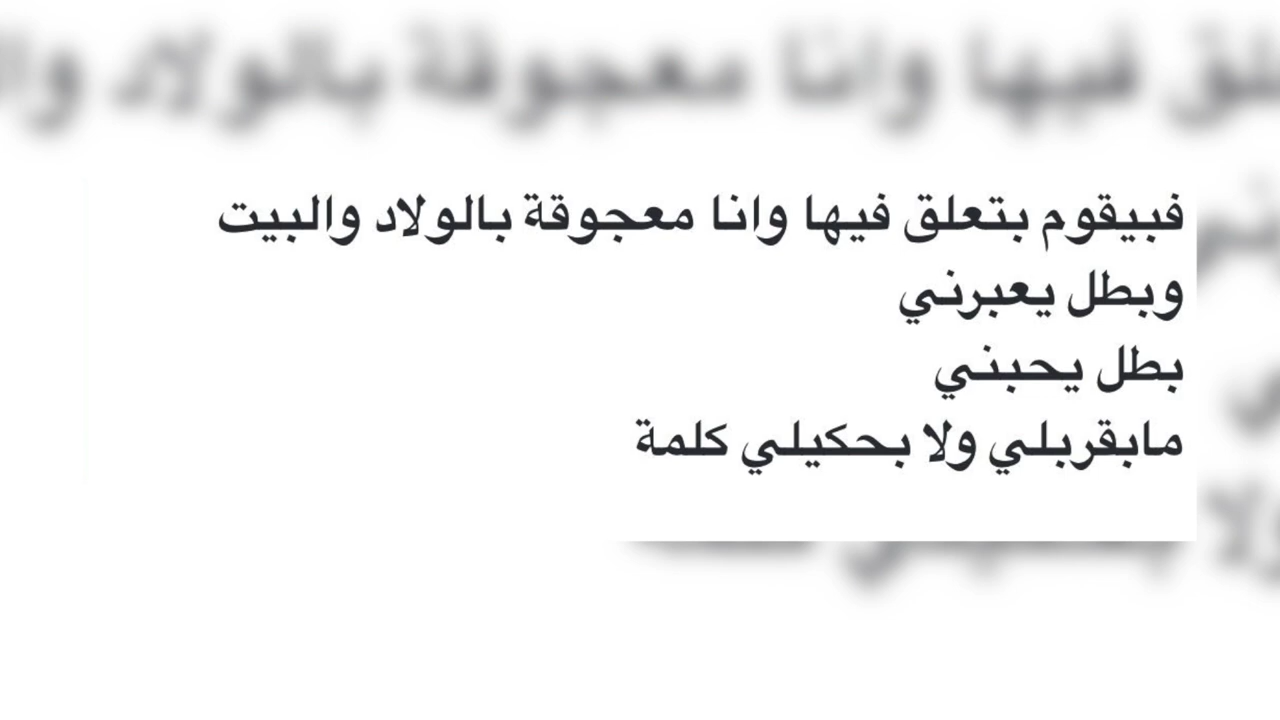 فبيقوم بتعلق فيها وانا معجوقة بالولاد والبيت
وبطل يعبرني
بطل يحبني
مابقربلي ولا بحكيلي كلمة